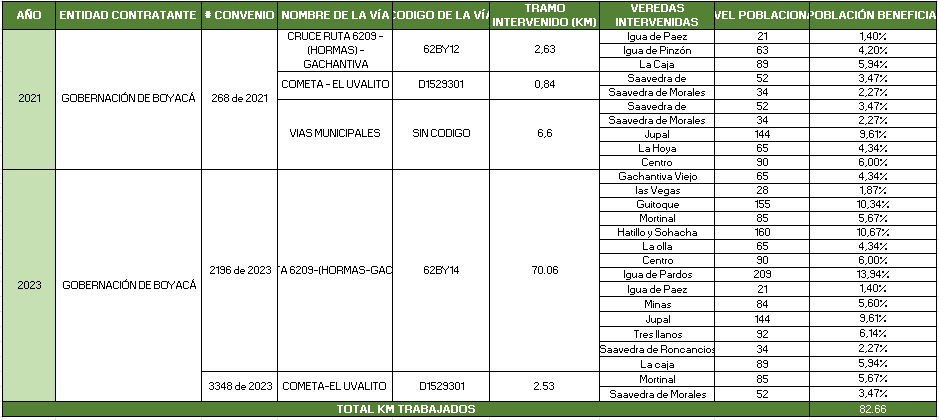 AÑO ENTIDAD CONTRATANTE # CONVENIO NOMBRE DE LA VÍA CODIGO DE LA VÍA TRAMO INTERVENIDO (KM) VEREDAS INTERVENIDAS VEL POBLACIONA POBLACIÓN BENEFICIA
2021 GOBERNACIÓN DE BOYACÁ 268 de 2021 CRUCE RUTA 6209 - (HORMAS) - GACHANTIVA 62BY12 2,63 Igua de Paez 21 1,40%
Igua de Pinzón 63 4,20%
La Caja 89 5,94%
COMETA - EL UVALITO D1529301 0,84 Saavedra de 52 3,47%
Saavedra de Morales 34 2,27%
VIAS MUNICIPALES SIN CODIGO 6,6 Saavedra de 52 3,47%
Saavedra de Morales 34 2,27%
Jupal 144 9,61%
La Hoya 65 4,34%
Centro 90 6,00%
2023 GOBERNACIÓN DE BOYACÁ 2196 de 2023 TA 6209-(HORMAS-GAC 62BY14 70.06 Gachantiva Viejo 65 4,34%
las Vegas 28 1,87%
Guitoque 155 10,34%
Mortinal 85 5,67%
Hatillo y Sohacha 160 10,67%
La olla 65 4,34%
Centro 90 6,00%
Igua de Pardos 209 13,94%
Igua de Paez 21 1,40%
Minas 84 5,60%
Jupal 144 9,61%
Tres llanos 92 6,14%
Saavedra de Roncancios 34 2,27%
La caja 89 5,94%
3348 de 2023 COMETA-EL UVALITO D1529301 2.53 Mortinal 85 5,67%
Saavedra de Morales 52 3,47%
TOTAL KM TRABAJADOS 82.66